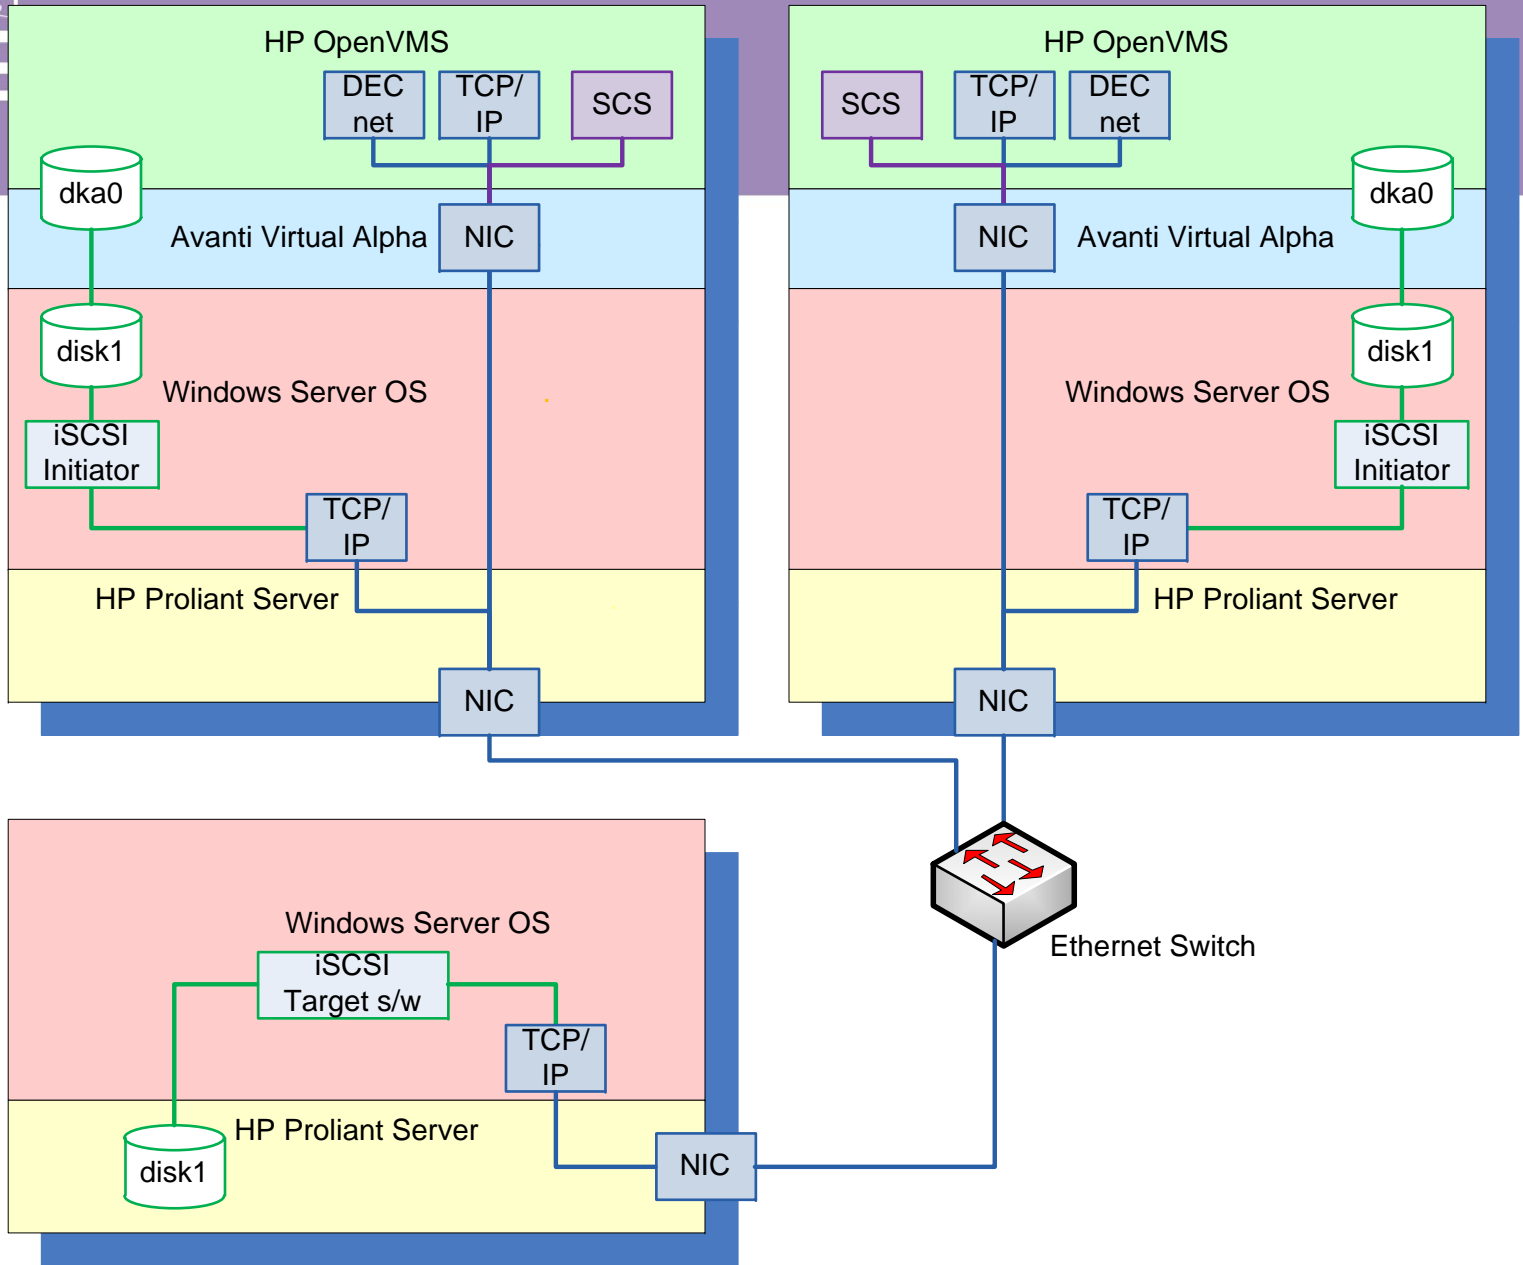 HP OpenVMS
DEC
net
TCP/
IP
SCS
dka0
Avanti Virtual Alpha
NIC
disk1
Windows Server OS
iSCSI
Initiator
TCP/
IP
HP Proliant Server
NIC
HP OpenVMS
SCS
TCP/
IP
DEC
net
dka0
NIC
Avanti Virtual Alpha
disk1
Windows Server OS
iSCSI
Initiator
TCP/
IP
HP Proliant Server
NIC
Ethernet Switch
Windows Server OS
iSCSI
Target s/w
TCP/
IP
HP Proliant Server
disk1
NIC